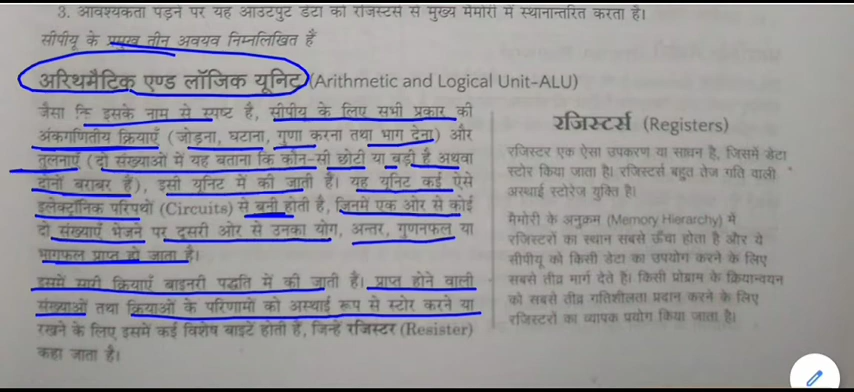 3. आवश्यकता पड़ने पर यह आउटपुट डेटा को रजिस्टर्स से मुख्य मैमोरी में स्थानान्तरित करता है।
सीपीयू के प्रमुख तीन अवयव निम्नलिखित हैं
अरिथमैटिक एण्ड लॉजिक यूनिट (Arithmetic and Logical Unit-ALU)
जैसा कि इसके नाम से स्पष्ट है, सीपीयू के लिए सभी प्रकार की
अंकगणितीय क्रियाएँ (जोड़ना, घटाना, गुणा करना तथा भाग देना) और
तुलनाएँ (दो संख्याओं में यह बताना कि कौन-सी छोटी या बड़ी है अथवा
दोनों बराबर हैं), इसी यूनिट में की जाती हैं। यह यूनिट कई ऐसे
इलेक्ट्रॉनिक परिपथों (Circuits) से बनी होती है, जिनमें एक ओर से कोई
दो संख्याएँ भेजने पर दूसरी ओर से उनका योग, अन्तर, गुणनफल या
भागफल प्राप्त हो जाता है।
इसमें सारी क्रियाएँ बाइनरी पद्धति में की जाती हैं। प्राप्त होने वाली
संख्याओं तथा क्रियाओं के परिणामों को अस्थाई रूप से स्टोर करने या
रखने के लिए इसमें कई विशेष बाइटें होती हैं, जिन्हें रजिस्टर (Resister)
कहा जाता है।
रजिस्टर्स (Registers)
रजिस्टर एक ऐसा उपकरण या साधन है, जिसमें डेटा
स्टोर किया जाता है। रजिस्टर्स बहुत तेज गति वाली
अस्थाई स्टोरेज युक्ति है।
मैमोरी के अनुक्रम (Memory Hierarchy) में
रजिस्टरों का स्थान सबसे ऊँचा होता है और ये
सीपीयू को किसी डेटा का उपयोग करने के लिए
सबसे तीव्र मार्ग देते हैं। किसी प्रोग्राम के क्रियान्वयन
को सबसे तीव्र गतिशीलता प्रदान करने के लिए
रजिस्टरों का व्यापक प्रयोग किया जाता है।